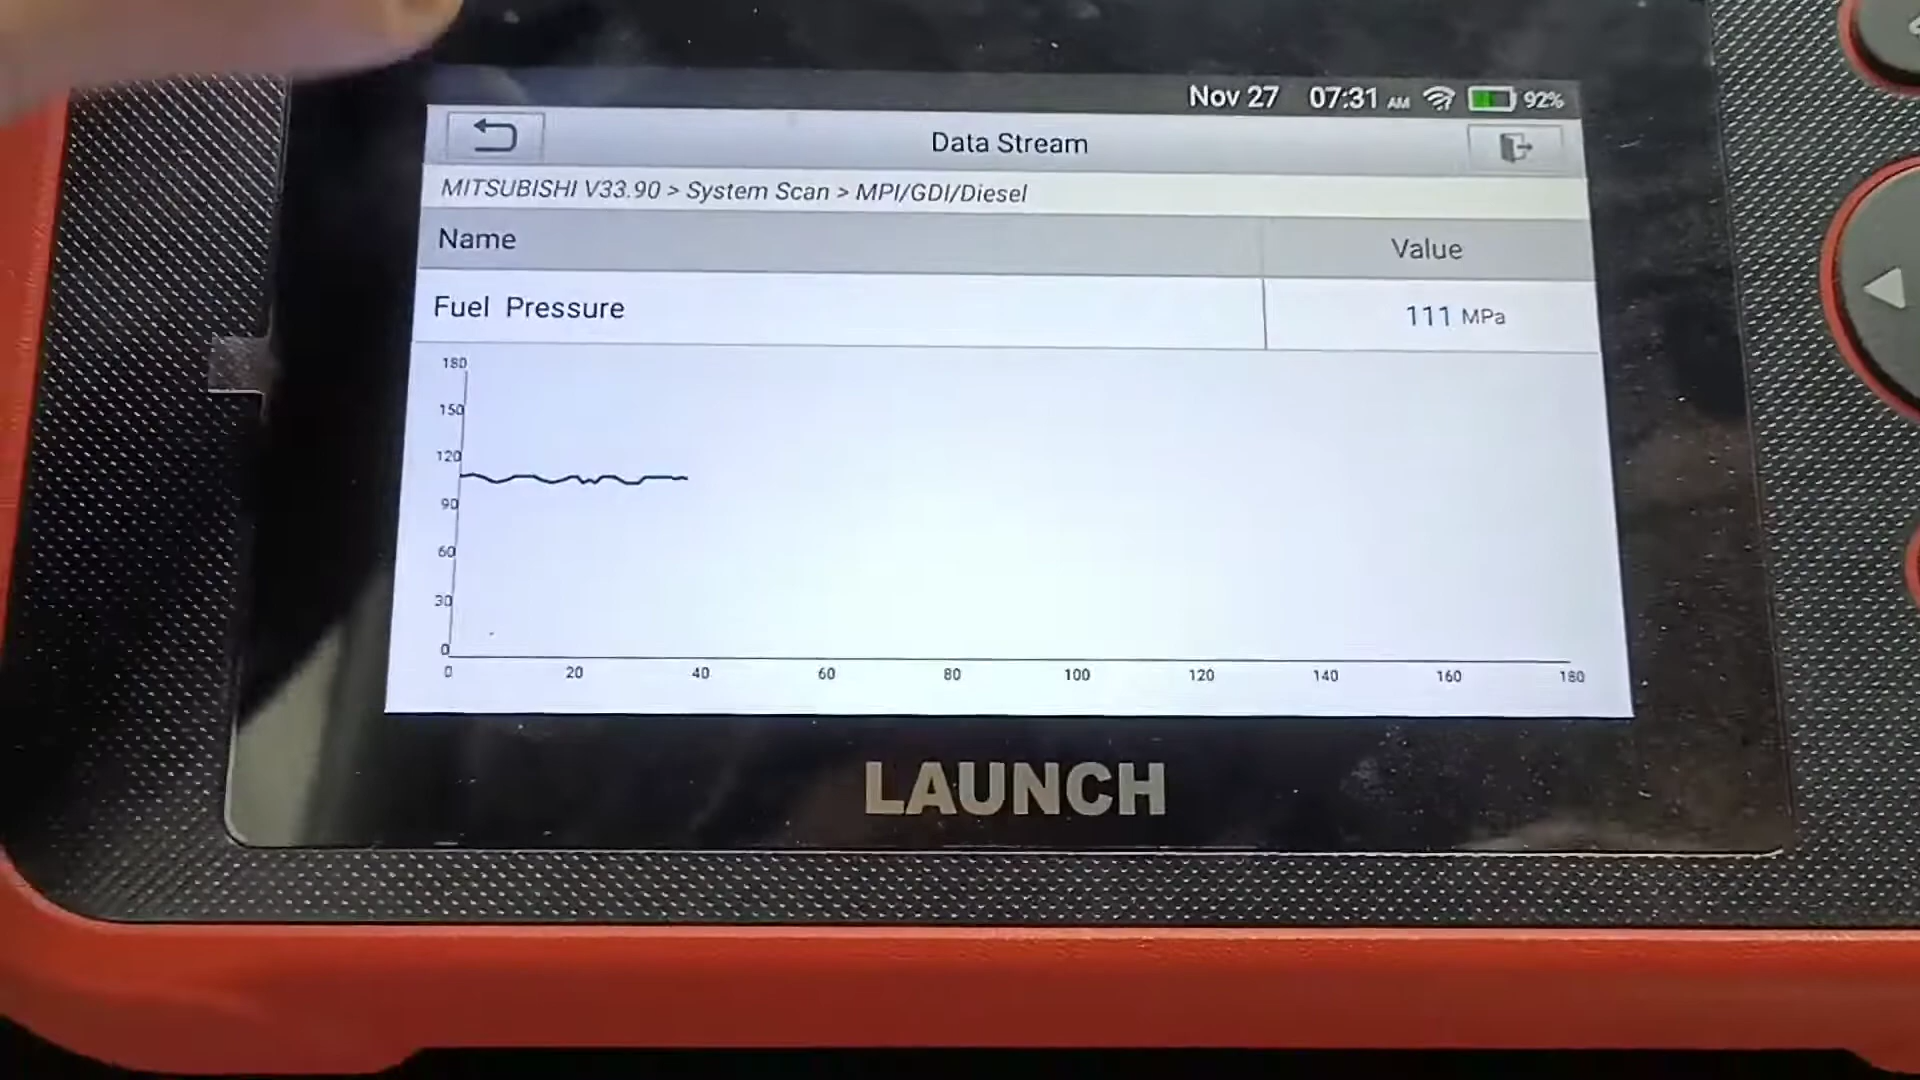 Nov 27 07:31 AM 92%
Data Stream
MITSUBISHI V33.90 > System Scan > MPI/GDI/Diesel
Name Value
Fuel Pressure 111 MPa
180
150
120
90
60
30
0
0 20 40 60 80 100 120 140 160 180
LAUNCH